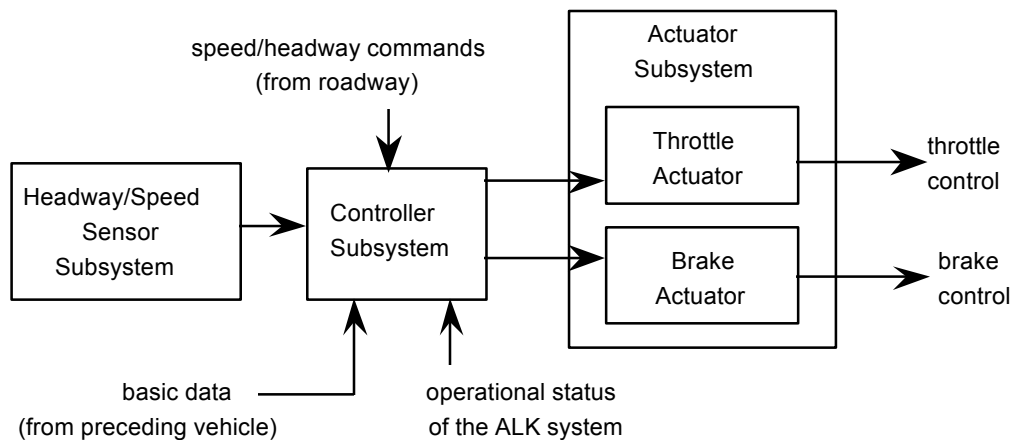 speed/headway commands
(from roadway)
Actuator
Subsystem
Headway/Speed
Sensor
Subsystem
Controller
Subsystem
Throttle
Actuator
throttle
control
Brake
Actuator
brake
control
basic data
(from preceding vehicle)
operational status
of the ALK system